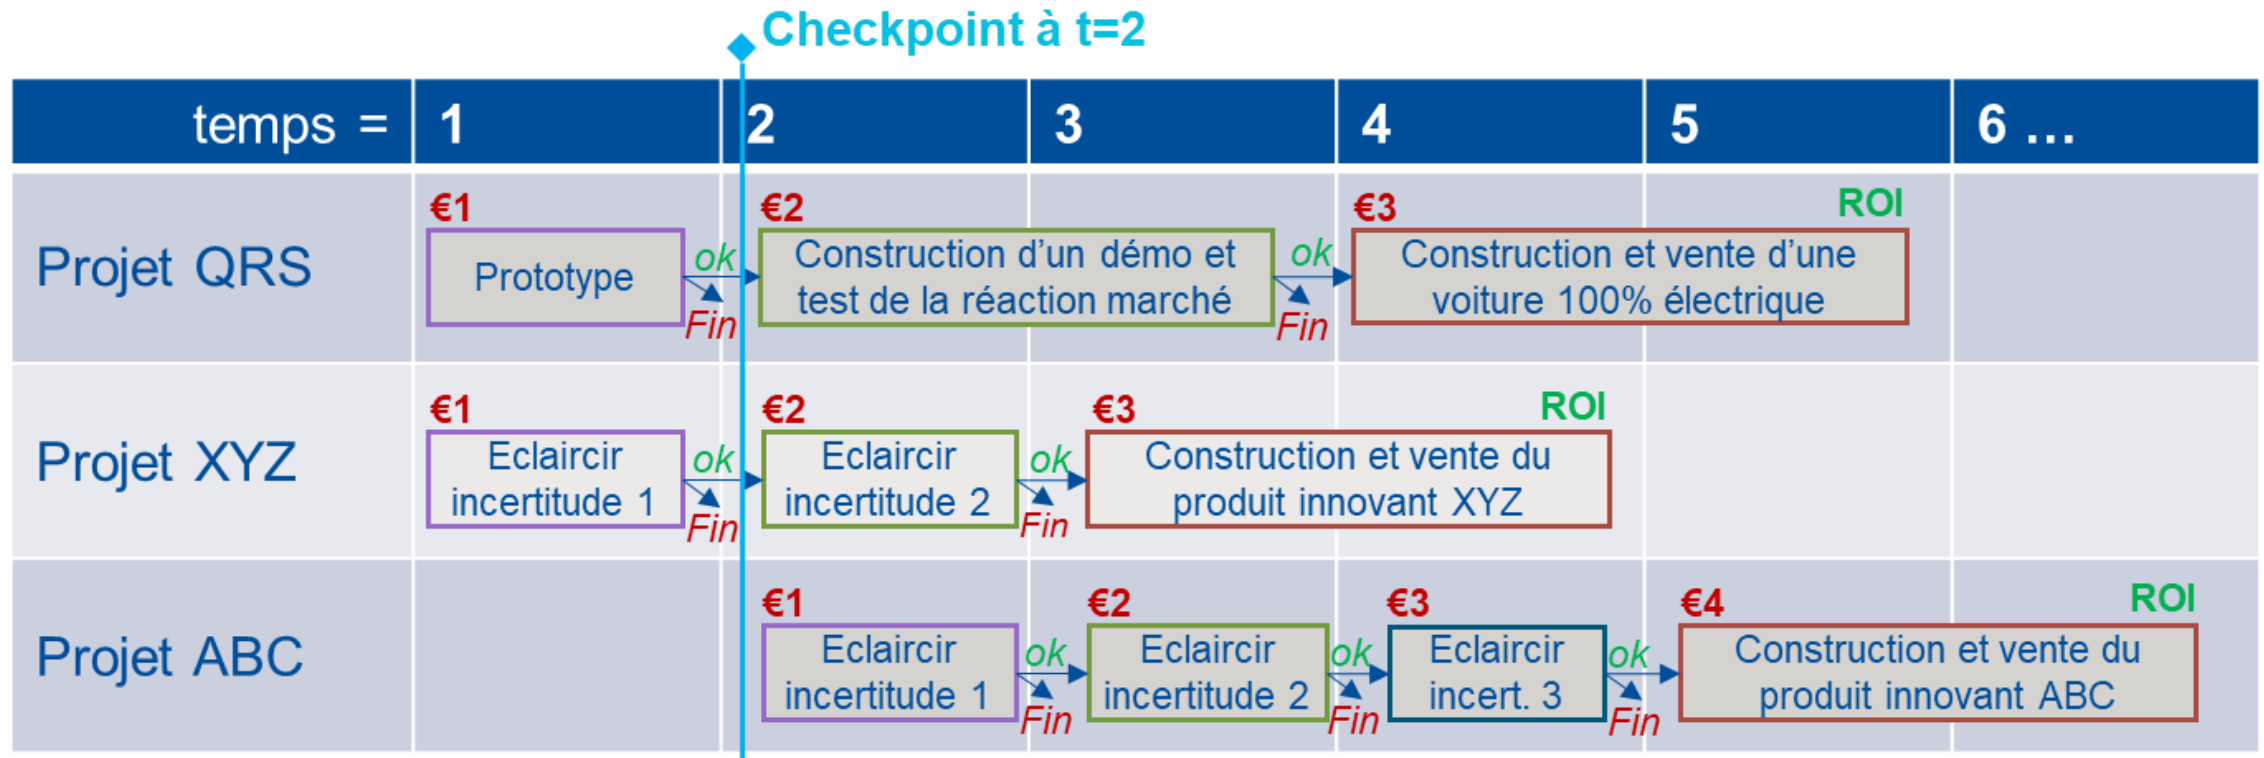 Checkpoint à t=2
temps = 1 2 3 4 5 6 ...
€1 €2 €3 ROI
Projet QRS
Prototype
ok
Fin
Construction d'un démo et
test de la réaction marché
ok
Fin
Construction et vente d'une
voiture 100% électrique
€1 €2 €3 ROI
Projet XYZ
Eclaircir
incertitude 1
ok
Fin
Eclaircir
incertitude 2
ok
Fin
Construction et vente du
produit innovant XYZ
€1 €2 €3 €4 ROI
Projet ABC
Eclaircir
incertitude 1
ok
Fin
Eclaircir
incertitude 2
ok
Fin
Eclaircir
incert. 3
ok
Fin
Construction et vente du
produit innovant ABC